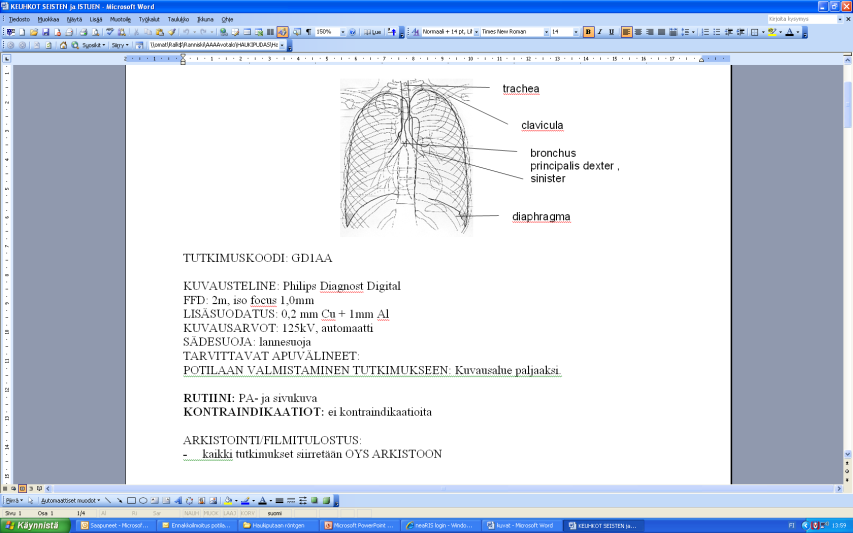 KEUHKOT SEISTEN ja ISTUEN - Microsoft Word
Tiedosto Muokkaa Näytä Lisää Muotoile Työkalut Taulukko Ikkuna Ohje
Kirjoita kysymys
150% Lue Normaali + 14 pt, Times New Roman 14
Suosikit Siirry
trachea
clavicula
bronchus
principalis dexter ,
sinister
diaphragma
TUTKIMUSKOODI: GD1AA
KUVAUSTELINE: Philips Diagnost Digital
FFD: 2m, iso focus 1,0mm
LISÄSUODATUS: 0,2 mm Cu + 1mm Al
KUVAUSARVOT: 125kV, automaatti
SÄDESUOJA: lannesuoja
TARVITTAVAT APUVÄLINEET:
POTILAAN VALMISTAMINEN TUTKIMUKSEEN: Kuvausalue paljaaksi.
RUTIINI: PA- ja sivukuva
KONTRAINDIKAATIOT: ei kontraindikaatioita
ARKISTOINTI/FILMITULOSTUS:
- kaikki tutkimukset siirretään OYS ARKISTOON
Piirrä Automaattiset muodot
Sivu 1 Osa 1 1/4 suomi
Käynnistä Saapuneet - Microsof... Ennakkoilmoitus potila... Haukiputaan röntgen Microsoft PowerPoint ... neaRIS login - Windo... kuvat - Microsoft Word KEUHKOT SEISTEN ja... FI 13:59